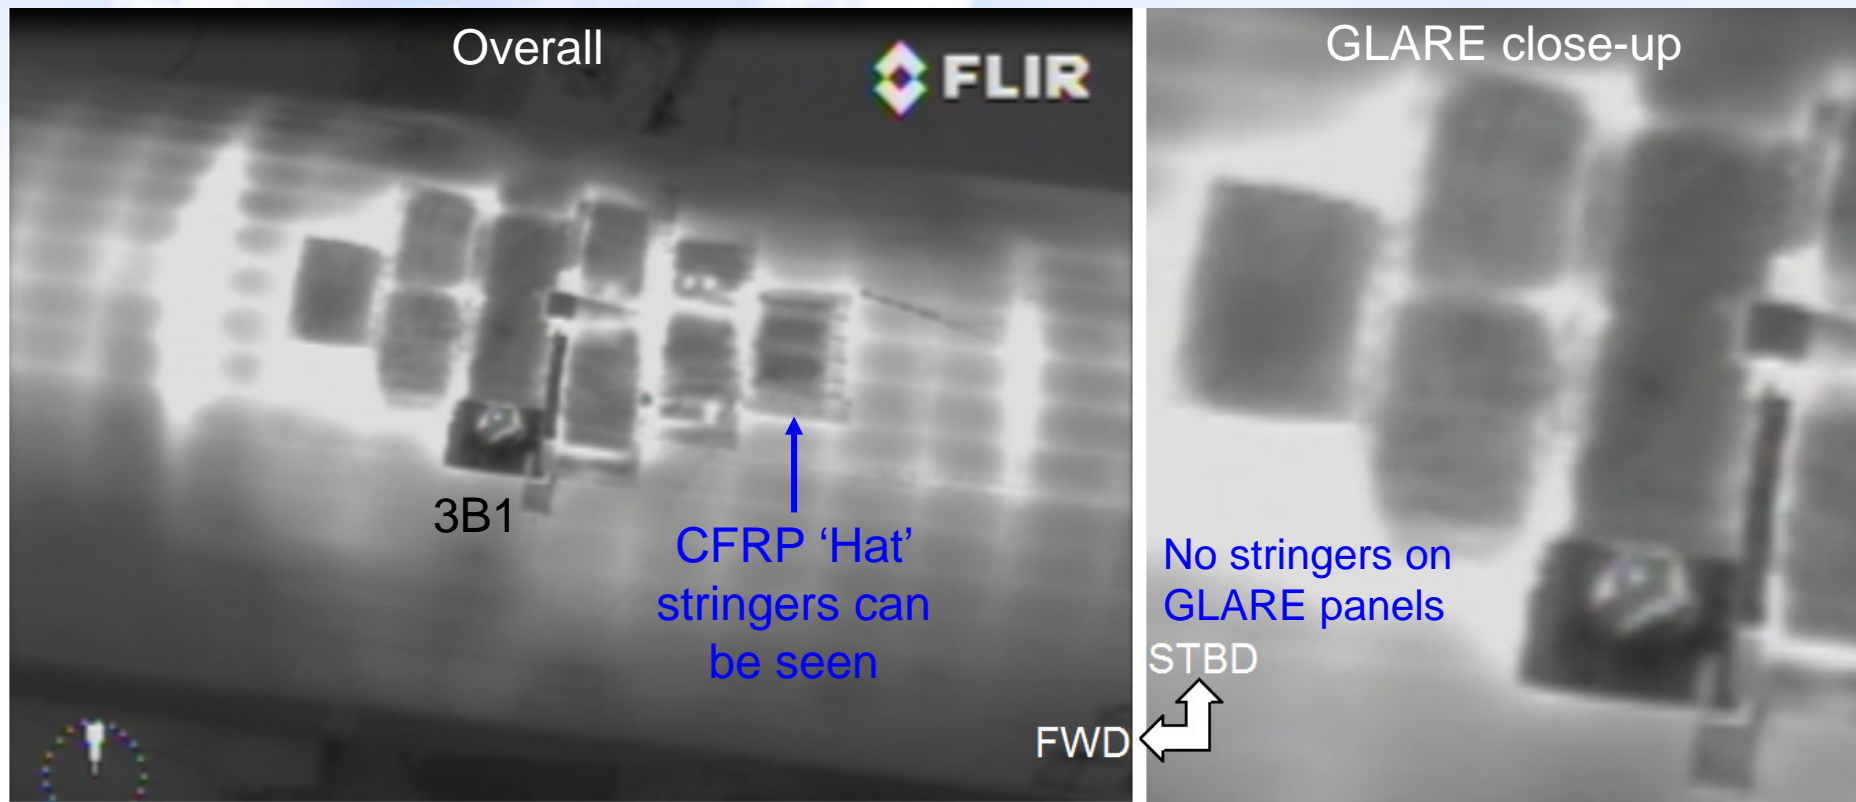 Overall
FLIR
3B1
CFRP ‘Hat’
stringers can
be seen
FWD
GLARE close-up
No stringers on
GLARE panels
STBD